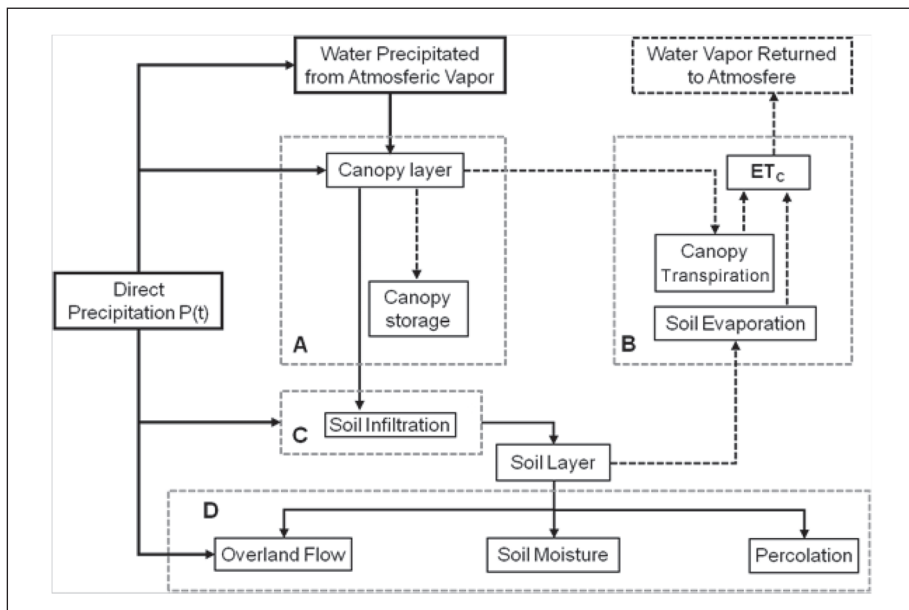 Water Precipitated
from Atmosferic Vapor
Water Vapor Returned
to Atmosfere
Canopy layer
ET_C
Canopy
Transpiration
Direct
Precipitation P(t)
Canopy
storage
Soil Evaporation
A
B
C
Soil Infiltration
Soil Layer
D
Overland Flow
Soil Moisture
Percolation